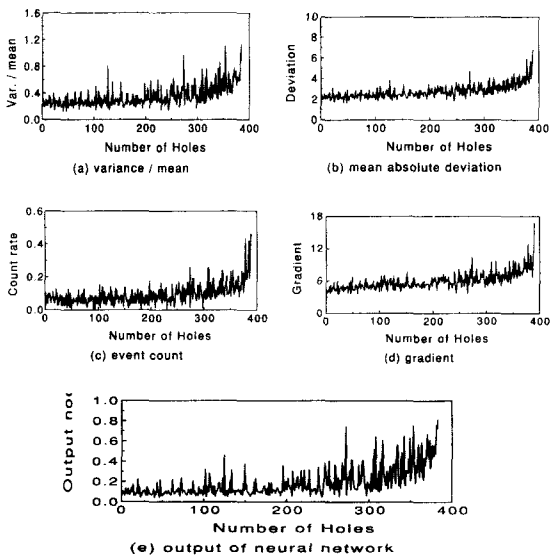 1.6
1.2
0.8
0.4
0.0
Var. / mean
0 100 200 300 400
Number of Holes
(a) variance / mean
10
8
6
4
2
0
Deviation
0 100 200 300 400
Number of Holes
(b) mean absolute deviation
0.6
0.4
0.2
0.0
Count rate
0 100 200 300 400
Number of Holes
(c) event count
18
12
6
0
Gradient
0 100 200 300 400
Number of Holes
(d) gradient
1.0
0.8
0.6
0.4
0.2
0.0
Output
0 100 200 300 400
Number of Holes
(e) output of neural network